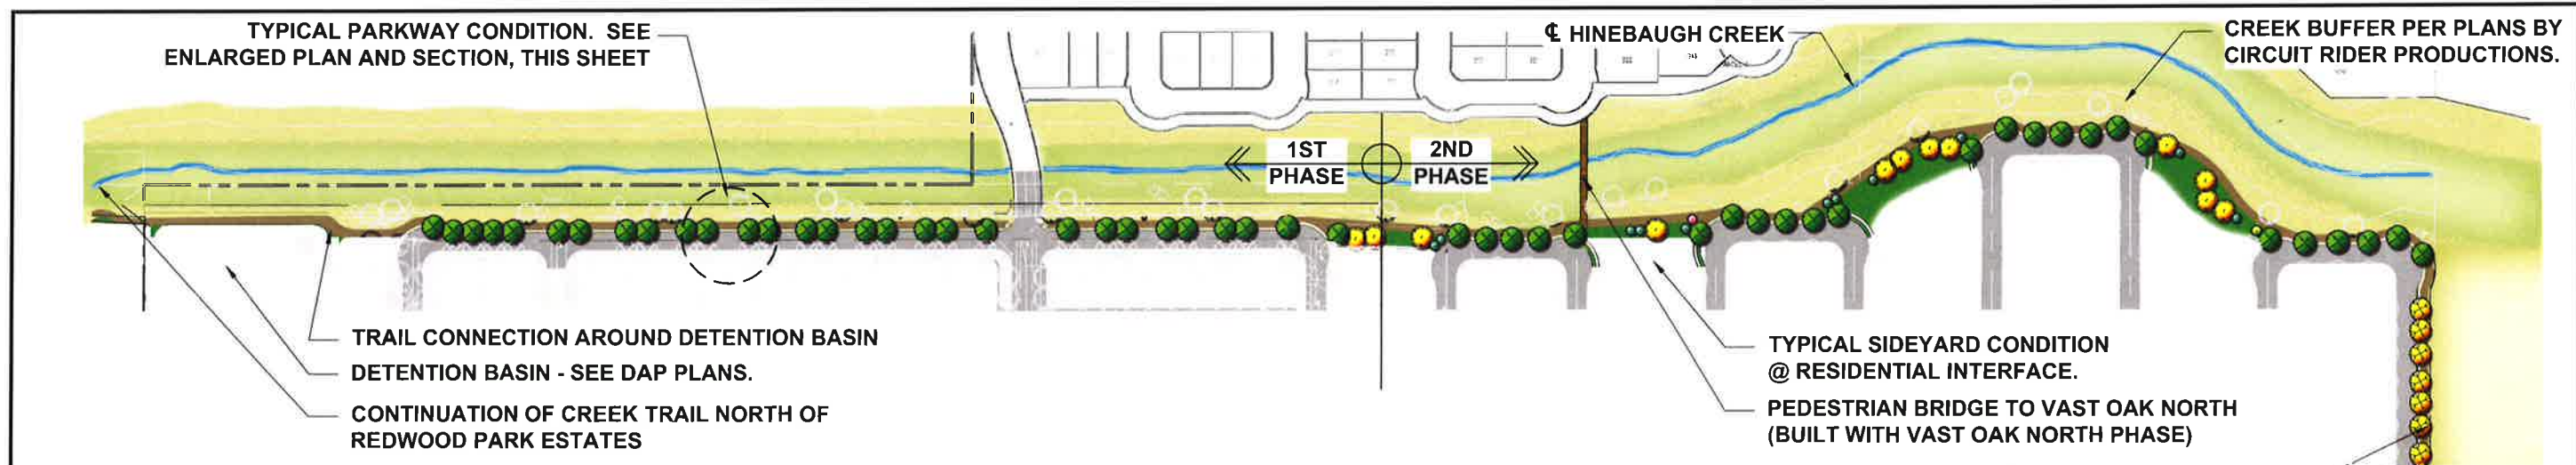 TYPICAL PARKWAY CONDITION. SEE
ENLARGED PLAN AND SECTION, THIS SHEET
℄ HINEBAUGH CREEK
CREEK BUFFER PER PLANS BY
CIRCUIT RIDER PRODUCTIONS.
1ST
PHASE
2ND
PHASE
TRAIL CONNECTION AROUND DETENTION BASIN
DETENTION BASIN - SEE DAP PLANS.
CONTINUATION OF CREEK TRAIL NORTH OF
REDWOOD PARK ESTATES
TYPICAL SIDEYARD CONDITION
@ RESIDENTIAL INTERFACE.
PEDESTRIAN BRIDGE TO VAST OAK NORTH
(BUILT WITH VAST OAK NORTH PHASE)